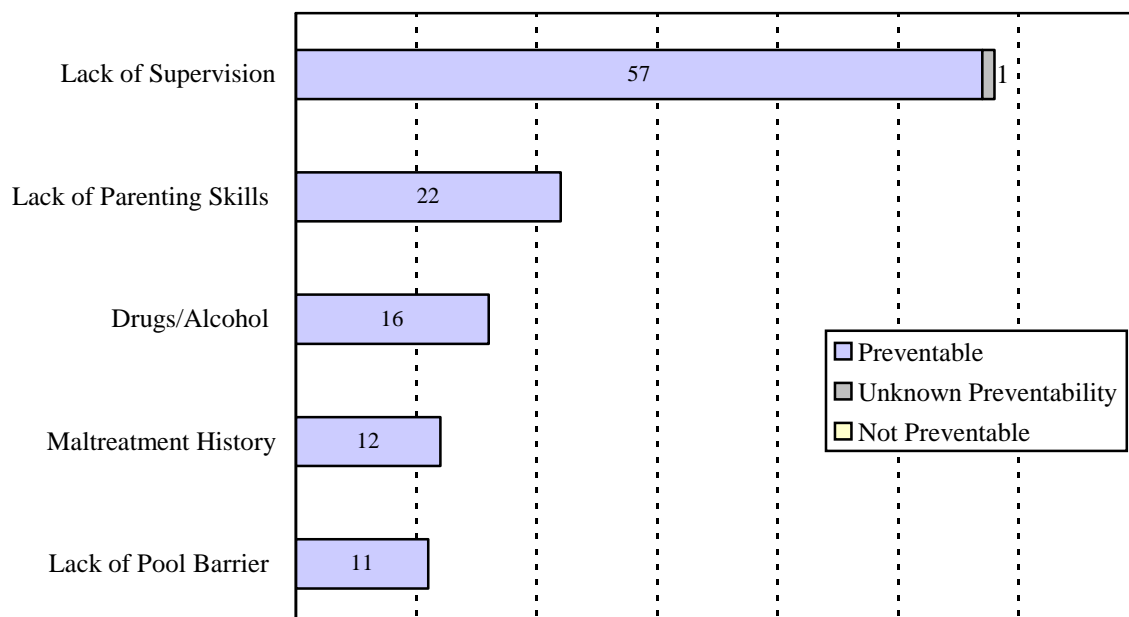 Lack of Supervision
57
1
Lack of Parenting Skills
22
Drugs/Alcohol
16
Preventable
Unknown Preventability
Not Preventable
Maltreatment History
12
Lack of Pool Barrier
11